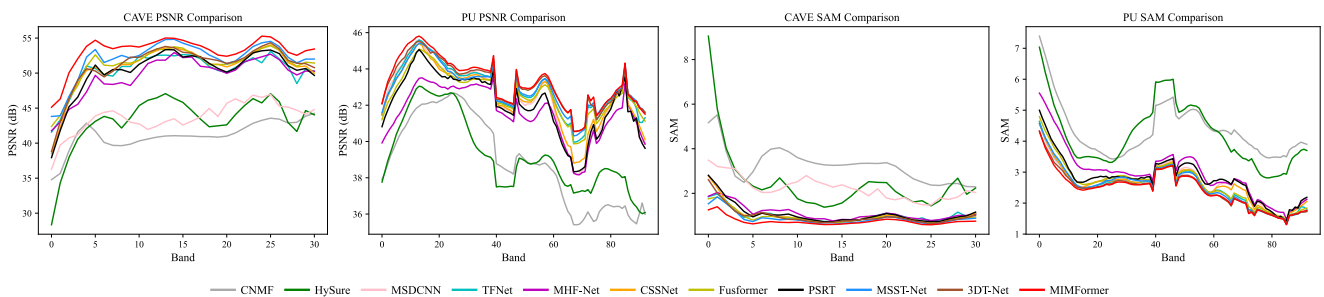 CAVE PSNR Comparison
PSNR (dB)
55
50
45
40
35
30
0 5 10 15 20 25 30
Band
PU PSNR Comparison
PSNR (dB)
46
44
42
40
38
36
0 20 40 60 80
Band
CAVE SAM Comparison
SAM
8
6
4
2
0 5 10 15 20 25 30
Band
PU SAM Comparison
SAM
7
6
5
4
3
2
1
0 20 40 60 80
Band
CNMF HySure MSDCNN TFNet MHF-Net CSSNet Fusformer PSRT MSST-Net 3DT-Net MIMFormer